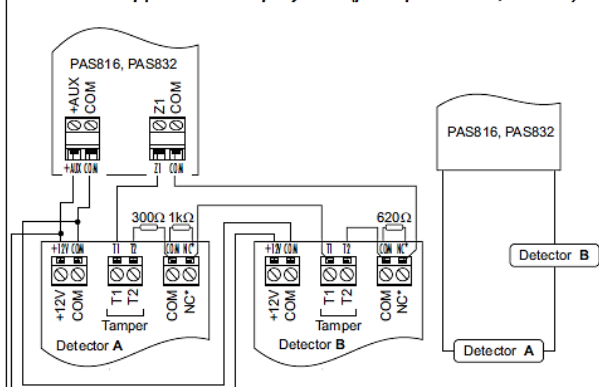 PAS816, PAS832
+AUX
COM
Z1
COM
+AUX COM
Z1 COM
PAS816, PAS832
300Ω 1kΩ
620Ω
+12V COM T1 T2 COM NC*
+12V COM T1 T2 COM NC*
+12V
COM
T1
T2
COM
NC*
+12V
COM
T1
T2
COM
NC*
Tamper
Tamper
Detector A
Detector B
Detector B
Detector A